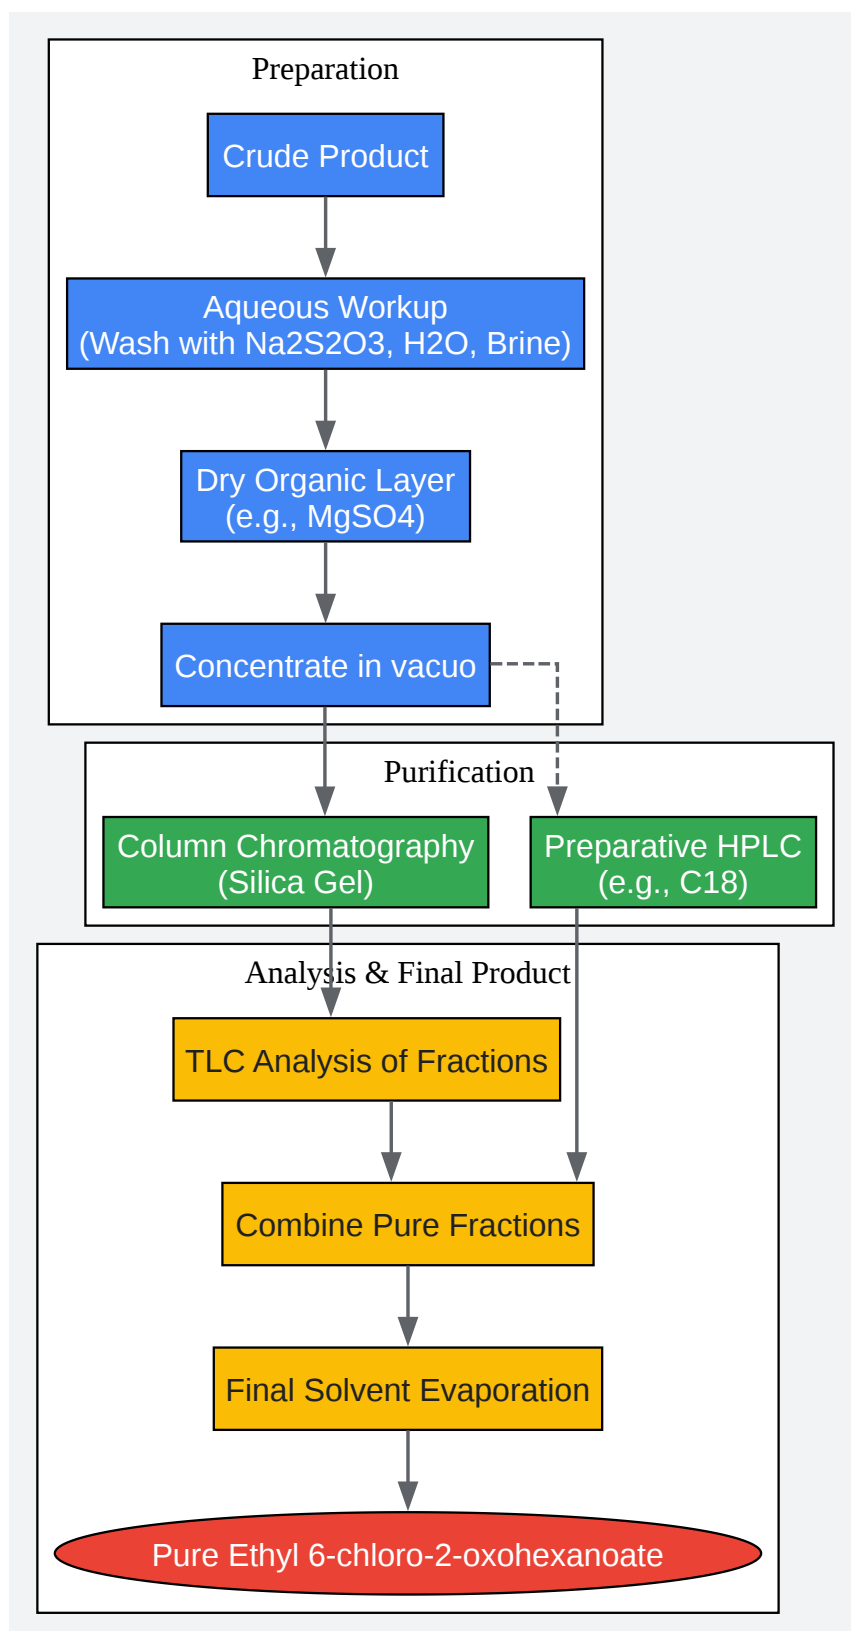 Preparation
Crude Product
Aqueous Workup
(Wash with Na2S2O3, H2O, Brine)
Dry Organic Layer
(e.g., MgSO4)
Concentrate in vacuo
Purification
Column Chromatography
(Silica Gel)
Preparative HPLC
(e.g., C18)
Analysis & Final Product
TLC Analysis of Fractions
Combine Pure Fractions
Final Solvent Evaporation
Pure Ethyl 6-chloro-2-oxohexanoate